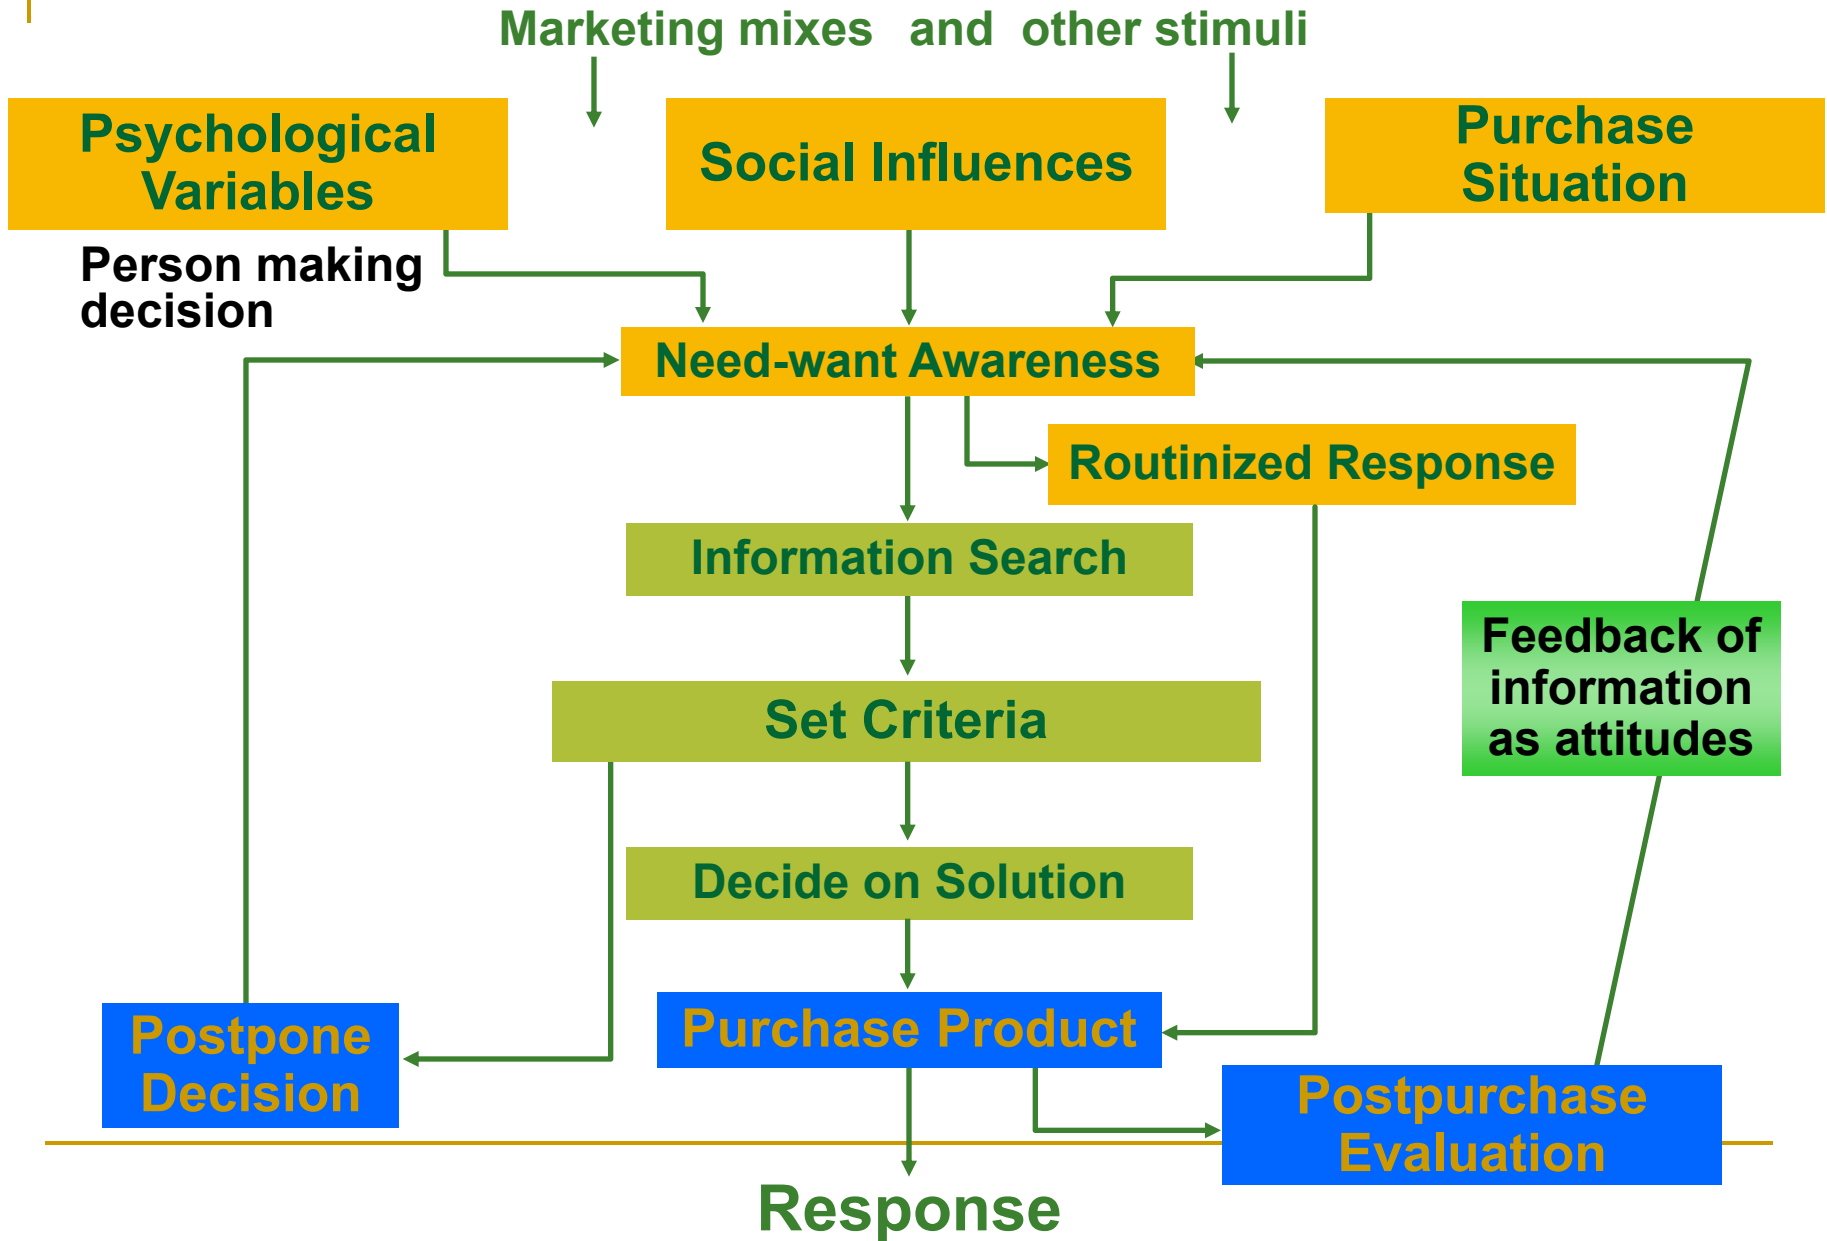 Marketing mixes and other stimuli
Psychological
Variables
Social Influences
Purchase
Situation
Person making
decision
Need-want Awareness
Routinized Response
Information Search
Feedback of
information
as attitudes
Set Criteria
Decide on Solution
Postpone
Decision
Purchase Product
Postpurchase
Evaluation
Response